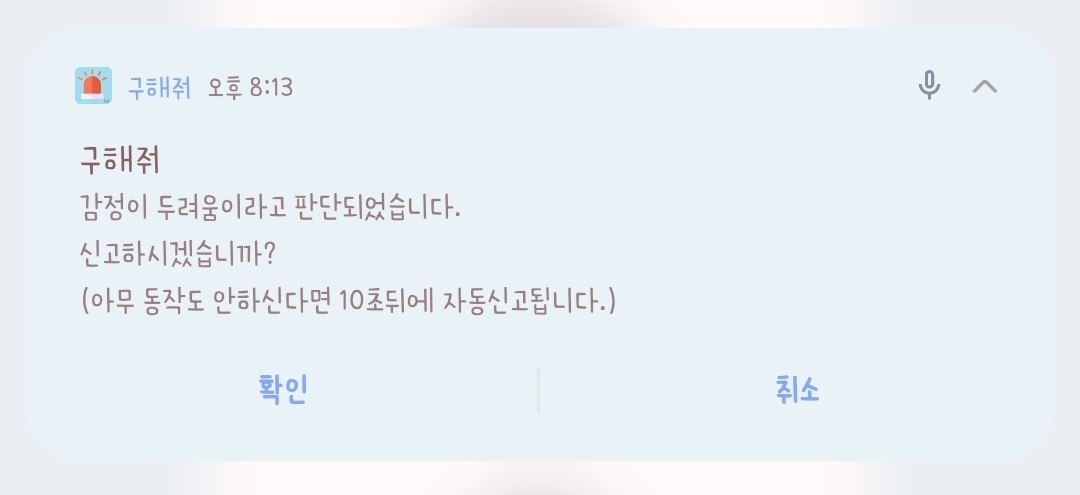 구해줘 오후 8:13
구해줘
감정이 두려움이라고 판단되었습니다.
신고하시겠습니까?
(아무 동작도 안하신다면 10초뒤에 자동신고됩니다.)
확인 취소